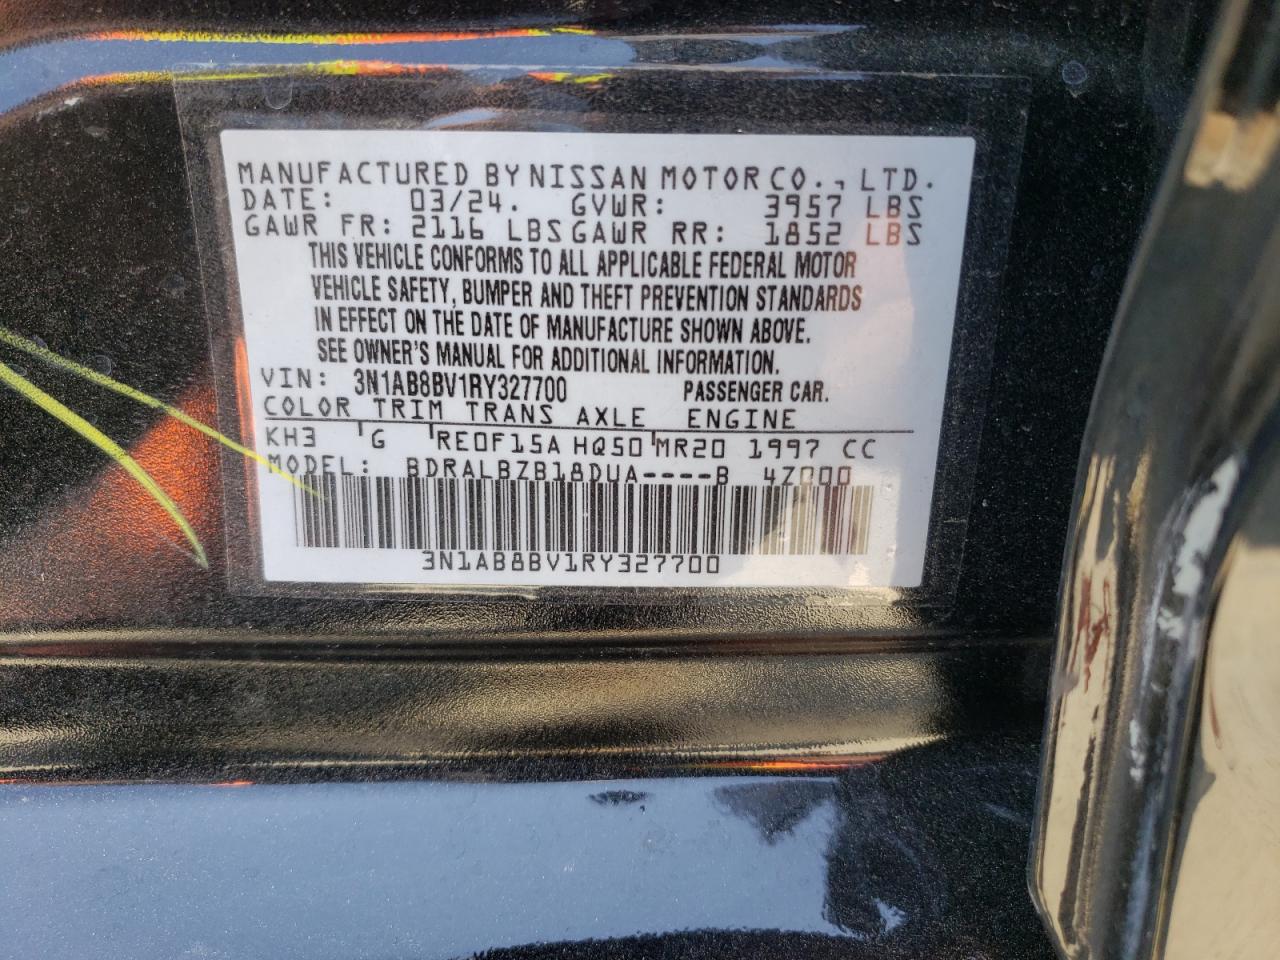 MANUFACTURED BY NISSAN MOTOR CO., LTD.
DATE: 03/24. GVWR: 3957 LBS
GAWR FR: 2116 LBS GAWR RR: 1852 LBS
THIS VEHICLE CONFORMS TO ALL APPLICABLE FEDERAL MOTOR
VEHICLE SAFETY, BUMPER AND THEFT PREVENTION STANDARDS
IN EFFECT ON THE DATE OF MANUFACTURE SHOWN ABOVE.
SEE OWNER'S MANUAL FOR ADDITIONAL INFORMATION.
VIN: 3N1AB8BV1RY327700 PASSENGER CAR.
COLOR TRIM TRANS AXLE ENGINE
KH3 'G 'RE0F15A HQ50'MR20 1997 CC
MODEL: BDRALBZB18DUA----B 4Z000
3N1AB8BV1RY327700